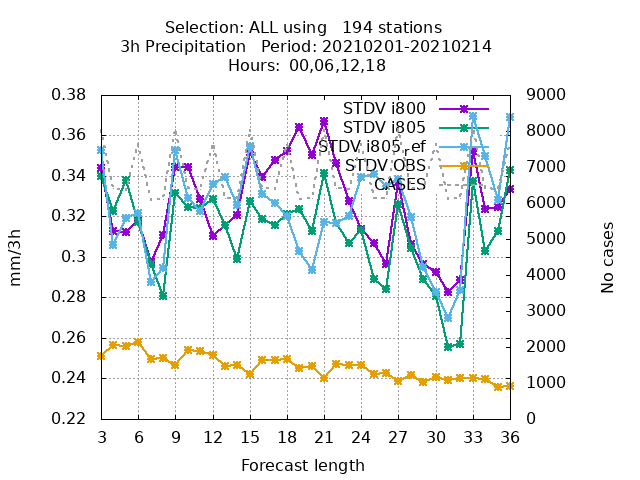 Selection: ALL using   194 stations
3h Precipitation   Period: 20210201-20210214
Hours:  00,06,12,18
0.38
0.36
0.34
0.32
0.3
0.28
0.26
0.24
0.22
mm/3h
STDV i800
STDV i805
STDV i805_ref
STDV OBS
CASES
9000
8000
7000
6000
5000
4000
3000
2000
1000
0
No cases
3 6 9 12 15 18 21 24 27 30 33 36
Forecast length